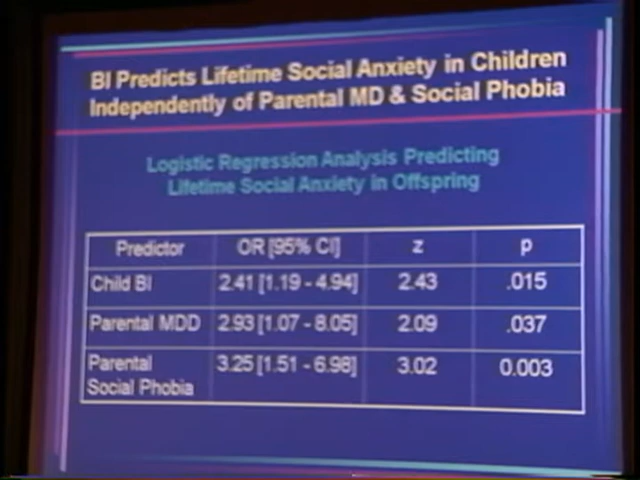 BI Predicts Lifetime Social Anxiety in Children
Independently of Parental MD & Social Phobia
Logistic Regression Analysis Predicting
Lifetime Social Anxiety in Offspring
Predictor OR [95% CI] z p
Child BI 2.41 [1.19 - 4.94] 2.43 .015
Parental MDD 2.93 [1.07 - 8.05] 2.09 .037
Parental
Social Phobia 3.25 [1.51 - 6.98] 3.02 0.003